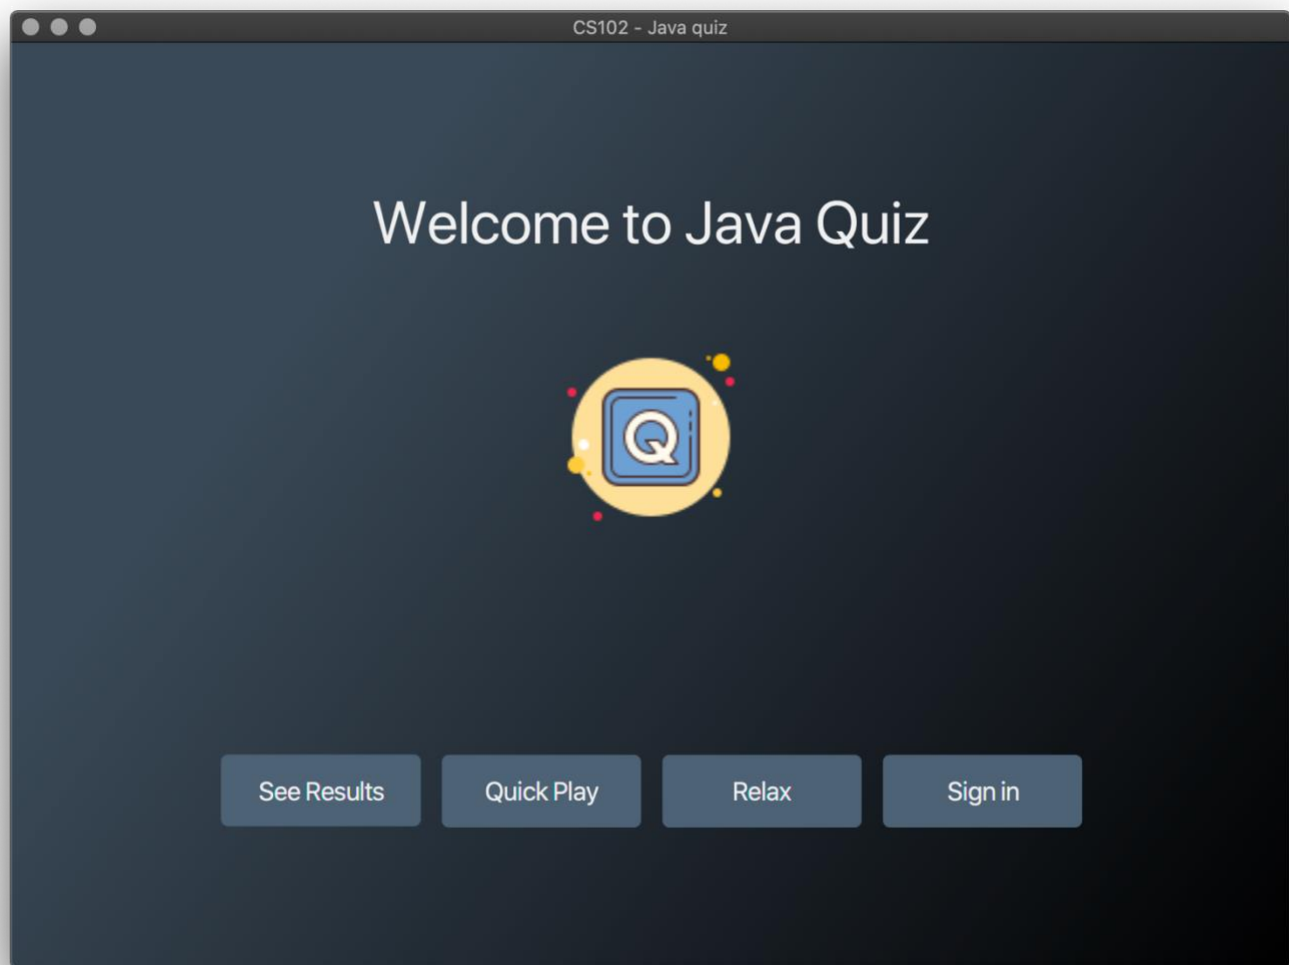 CS102 - Java quiz
Welcome to Java Quiz
Q
See Results
Quick Play
Relax
Sign in